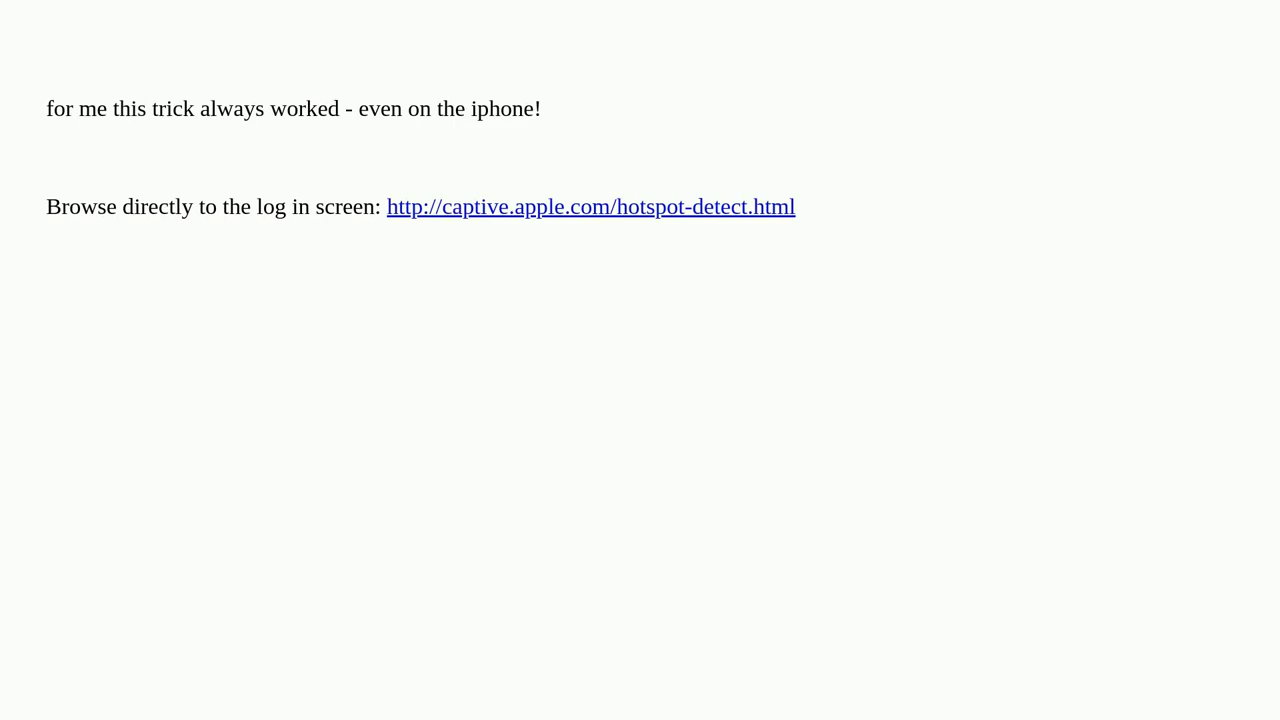 for me this trick always worked - even on the iphone!
Browse directly to the log in screen: http://captive.apple.com/hotspot-detect.html